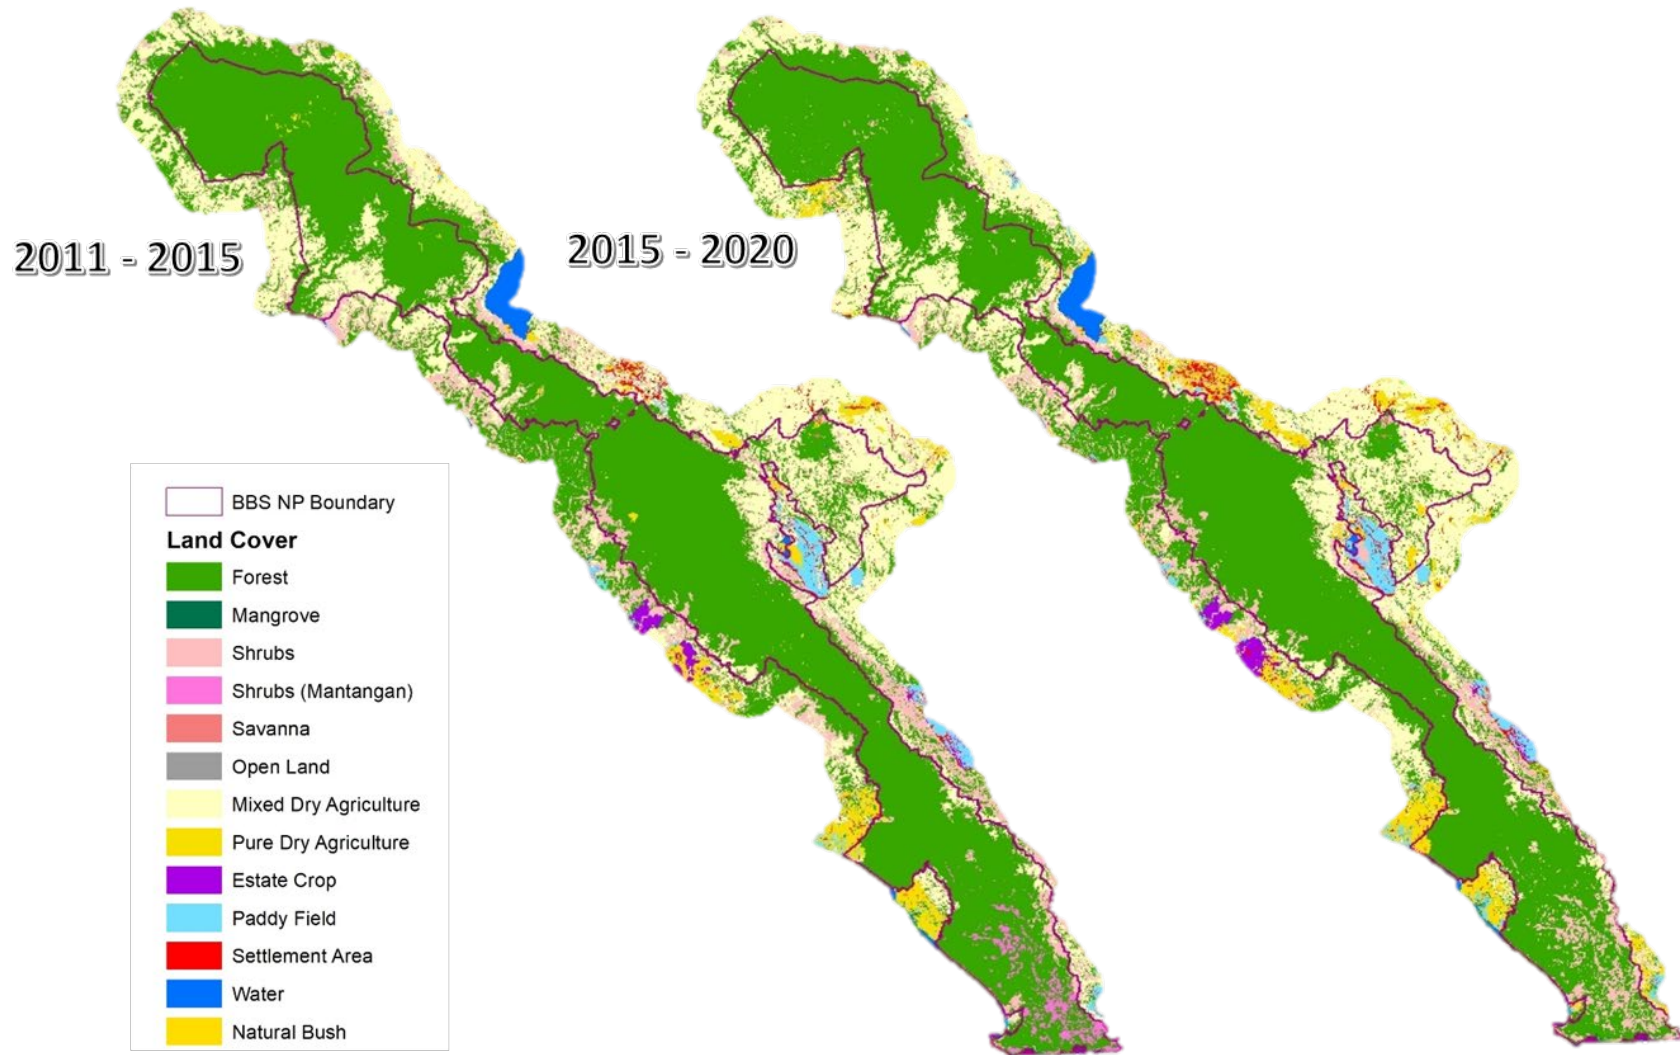 2011 - 2015
2015 - 2020
BBS NP Boundary
Land Cover
Forest
Mangrove
Shrubs
Shrubs (Mantangan)
Savanna
Open Land
Mixed Dry Agriculture
Pure Dry Agriculture
Estate Crop
Paddy Field
Settlement Area
Water
Natural Bush